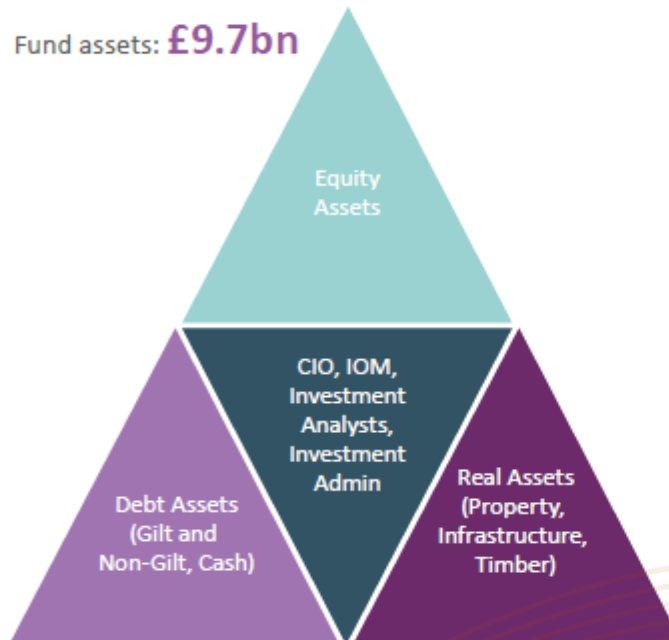 Fund assets: £9.7bn
Equity
Assets
CIO, IOM,
Investment
Analysts,
Investment
Admin
Debt Assets
(Gilt and
Non-Gilt, Cash)
Real Assets
(Property,
Infrastructure,
Timber)